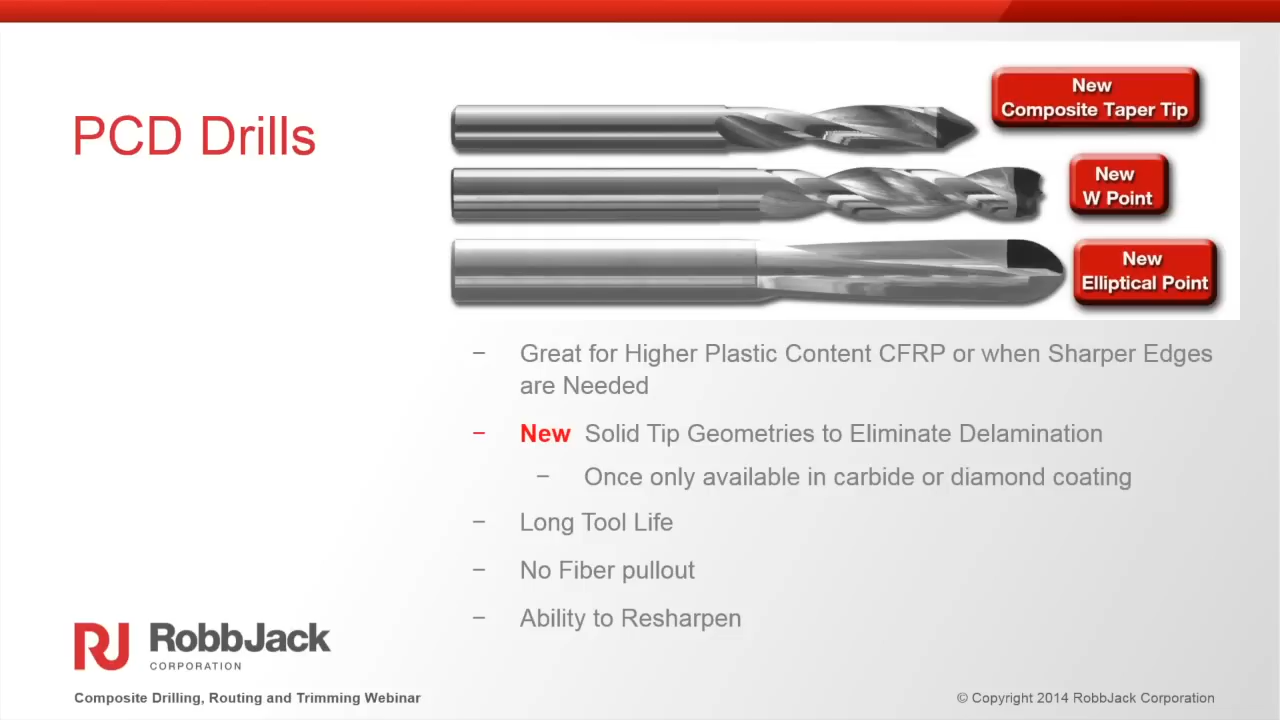 PCD Drills
New
Composite Taper Tip
New
W Point
New
Elliptical Point
− Great for Higher Plastic Content CFRP or when Sharper Edges
are Needed
− New Solid Tip Geometries to Eliminate Delamination
− Once only available in carbide or diamond coating
− Long Tool Life
− No Fiber pullout
− Ability to Resharpen
RJ RobbJack
CORPORATION
Composite Drilling, Routing and Trimming Webinar
© Copyright 2014 RobbJack Corporation